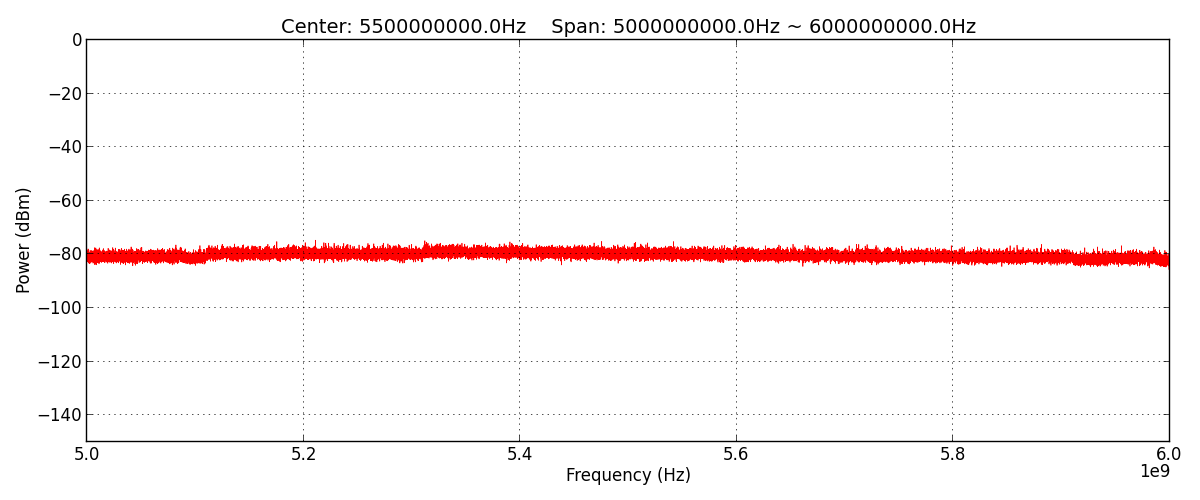 Center: 5500000000.0Hz    Span: 5000000000.0Hz ~ 6000000000.0Hz
0
−20
−40
−60
−80
−100
−120
−140
Power (dBm)
5.0 5.2 5.4 5.6 5.8 6.0
Frequency (Hz)
1e9